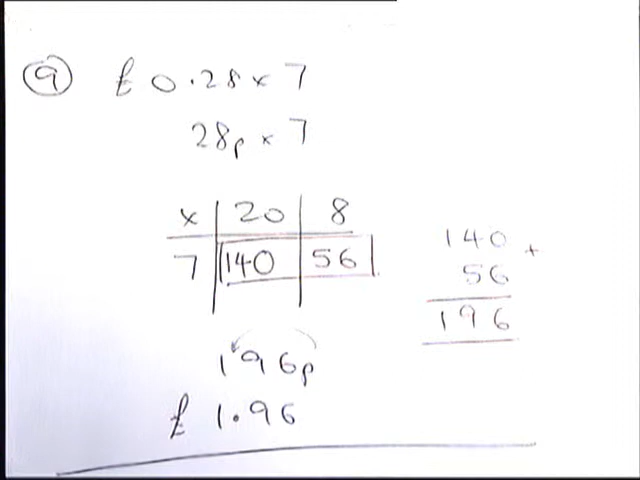 9 £ 0.28 x 7
28p x 7
x 20 8
7 140 56
140 +
56
196
196p
£ 1.96